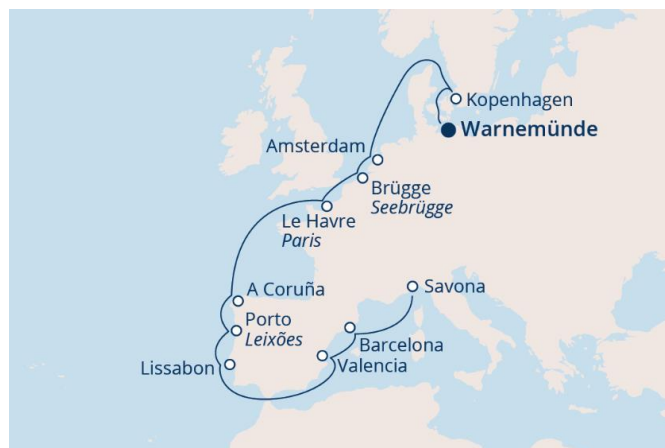 Kopenhagen
Warnemünde
Amsterdam
Brügge
Seebrügge
Le Havre
Paris
A Coruña
Savona
Porto
Leixões
Barcelona
Lissabon
Valencia